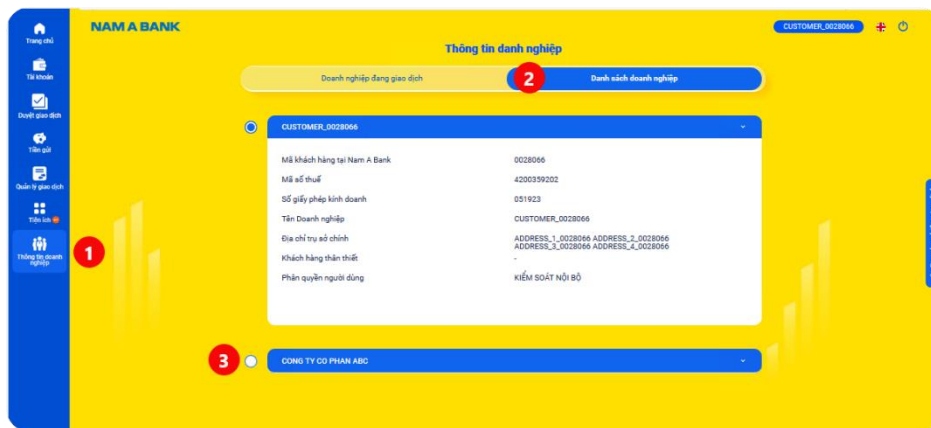 NAM A BANK
CUSTOMER_0028066
Thông tin danh nghiệp
Trang chủ
Tài khoản
Duyệt giao dịch
Tiền gửi
Quản lý giao dịch
Tiện ích
Thông tin doanh
nghiệp
1
Doanh nghiệp đang giao dịch
2
Danh sách doanh nghiệp
CUSTOMER_0028066
Mã khách hàng tại Nam A Bank 0028066
Mã số thuế 4200359202
Số giấy phép kinh doanh 051923
Tên Doanh nghiệp CUSTOMER_0028066
Địa chỉ trụ sở chính ADDRESS_1_0028066 ADDRESS_2_0028066
ADDRESS_3_0028066 ADDRESS_4_0028066
Khách hàng thân thiết -
Phân quyền người dùng KIỂM SOÁT NỘI BỘ
3
CONG TY CO PHAN ABC